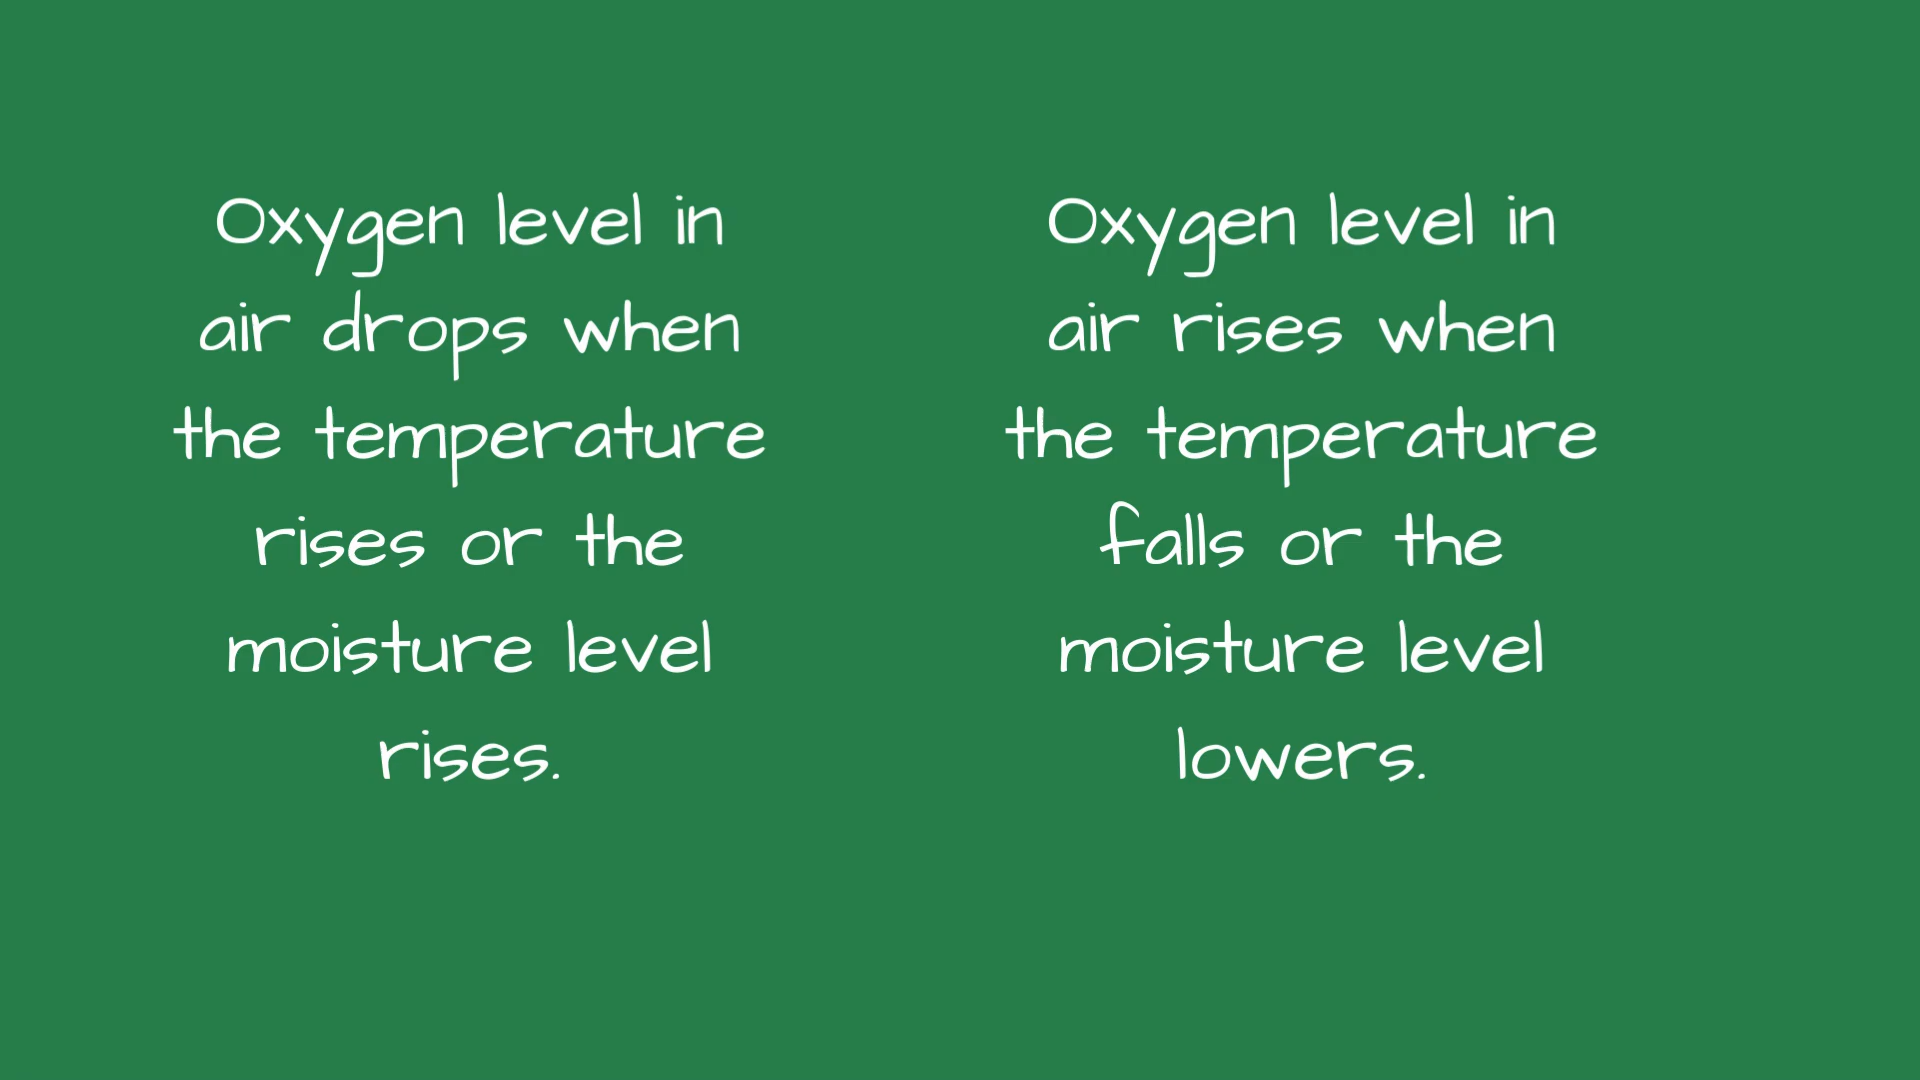 Oxygen level in
air drops when
the temperature
rises or the
moisture level
rises.
Oxygen level in
air rises when
the temperature
falls or the
moisture level
lowers.